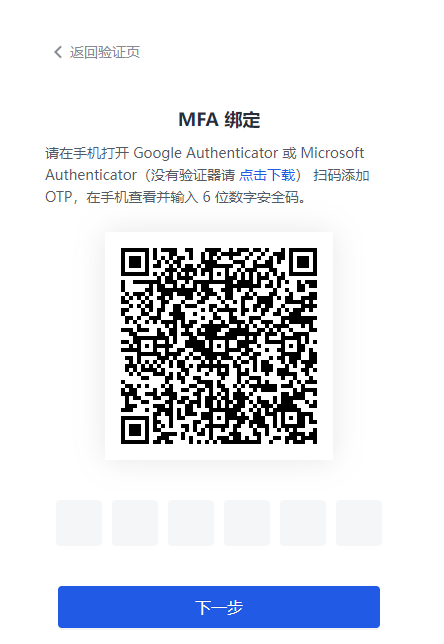 返回验证页
MFA 绑定
请在手机打开 Google Authenticator 或 Microsoft
Authenticator（没有验证器请 点击下载） 扫码添加
OTP，在手机查看并输入 6 位数字安全码。
下一步